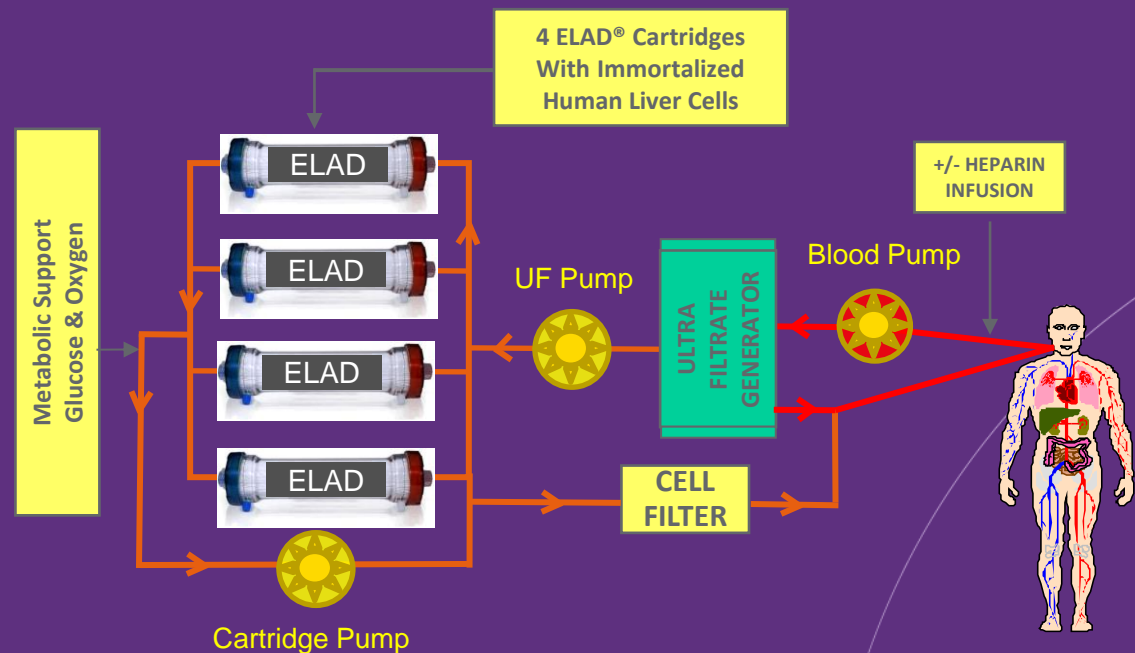 4 ELAD® Cartridges
With Immortalized
Human Liver Cells
+/- HEPARIN
INFUSION
Metabolic Support
Glucose & Oxygen
ELAD
ELAD
ELAD
ELAD
UF Pump
ULTRA
FILTRATE
GENERATOR
Blood Pump
CELL
FILTER
Cartridge Pump